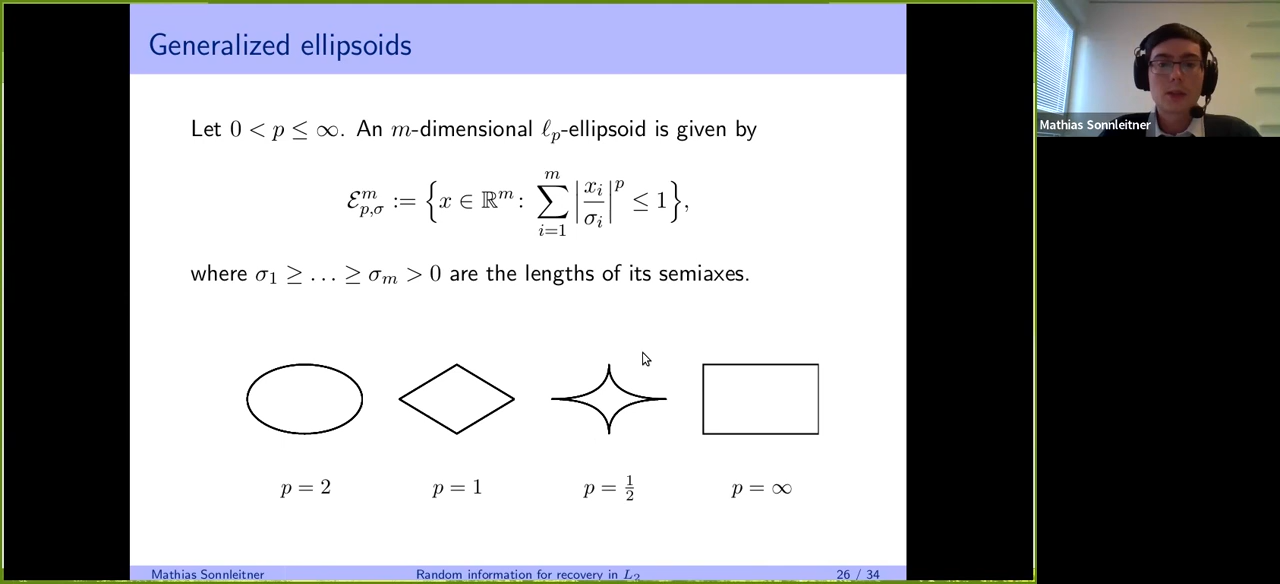 Generalized ellipsoids
Let 0 < p ≤ ∞. An m-dimensional ℓ_p-ellipsoid is given by
ℰ^m_{p,σ} := { x ∈ ℝ^m : ∑_{i=1}^{m} |x_i/σ_i|^p ≤ 1 },
where σ_1 ≥ … ≥ σ_m > 0 are the lengths of its semiaxes.
p = 2 p = 1 p = 1/2 p = ∞
Mathias Sonnleitner Random information for recovery in L_2 26 / 34
Mathias Sonnleitner